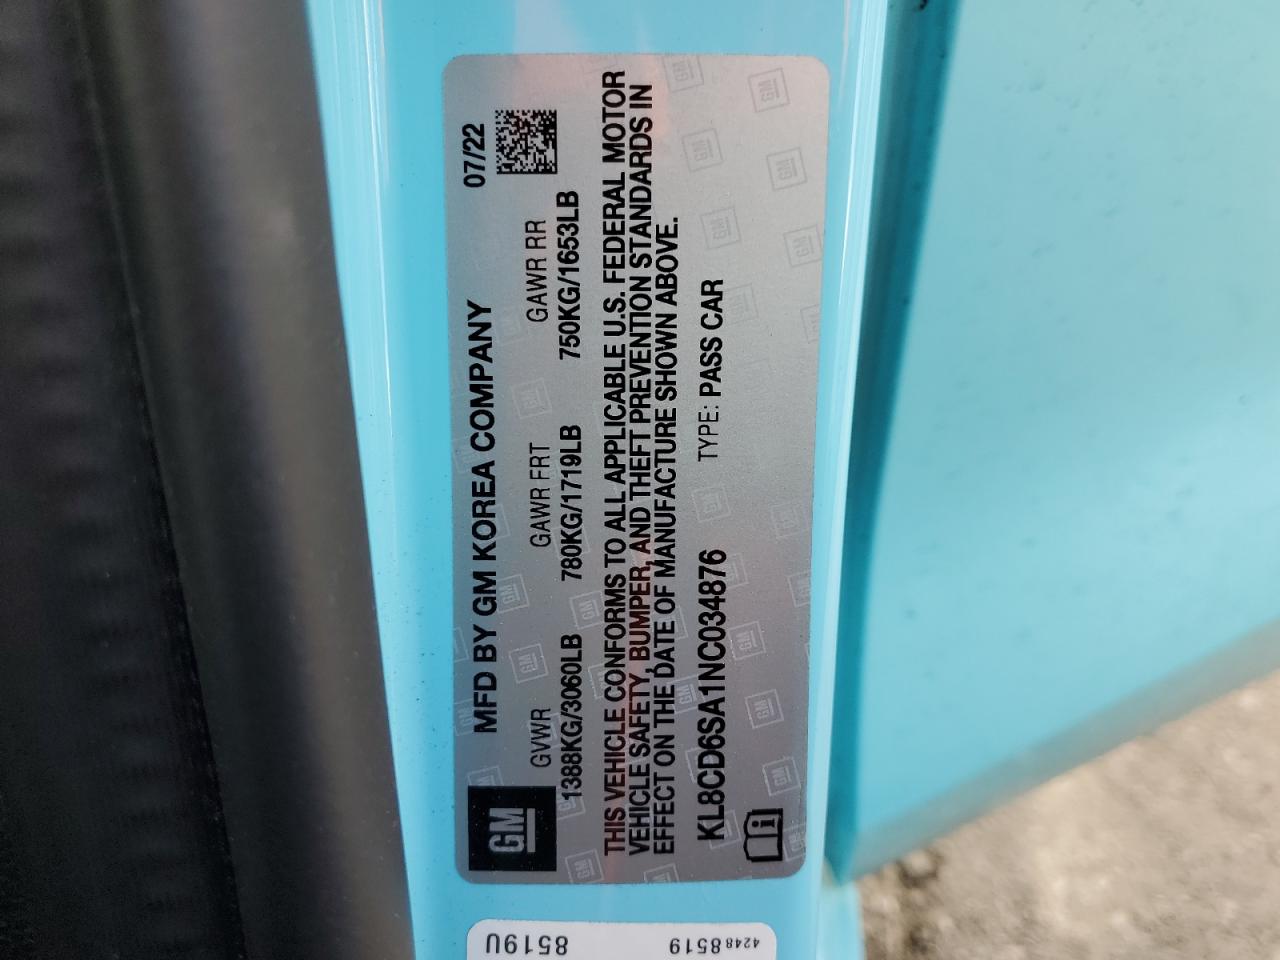 MFD BY GM KOREA COMPANY 07/22
GM
GVWR GAWR FRT GAWR RR
1388KG/3060LB 780KG/1719LB 750KG/1653LB
THIS VEHICLE CONFORMS TO ALL APPLICABLE U.S. FEDERAL MOTOR
VEHICLE SAFETY, BUMPER, AND THEFT PREVENTION STANDARDS IN
EFFECT ON THE DATE OF MANUFACTURE SHOWN ABOVE.
KL8CD6SA1NC034876 TYPE: PASS CAR
42488519 8519U